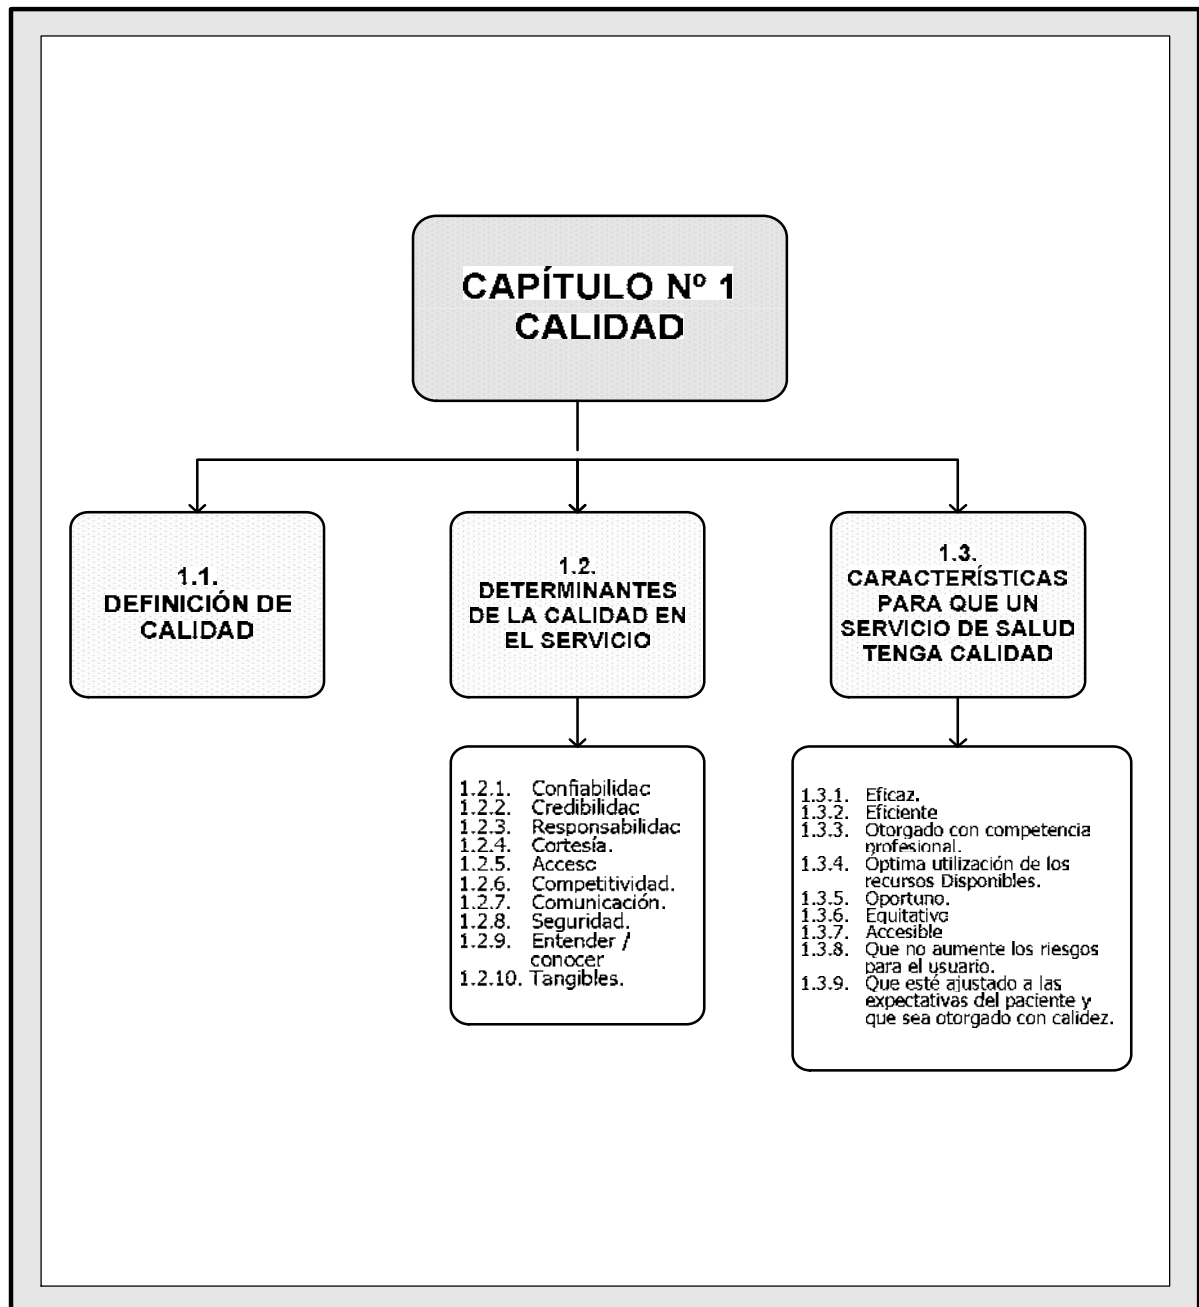 CAPÍTULO Nº 1
CALIDAD
1.1.
DEFINICIÓN DE
CALIDAD
1.2.
DETERMINANTES
DE LA CALIDAD EN
EL SERVICIO
1.3.
CARACTERÍSTICAS
PARA QUE UN
SERVICIO DE SALUD
TENGA CALIDAD
1.2.1. Confiabilidad
1.2.2. Credibilidad
1.2.3. Responsabilidad
1.2.4. Cortesía.
1.2.5. Acceso
1.2.6. Competitividad.
1.2.7. Comunicación.
1.2.8. Seguridad.
1.2.9. Entender /
conocer
1.2.10. Tangibles.
1.3.1. Eficaz.
1.3.2. Eficiente
1.3.3. Otorgado con competencia
profesional.
1.3.4. Óptima utilización de los
recursos Disponibles.
1.3.5. Oportuno.
1.3.6. Equitativo
1.3.7. Accesible
1.3.8. Que no aumente los riesgos
para el usuario.
1.3.9. Que esté ajustado a las
expectativas del paciente y
que sea otorgado con calidez.